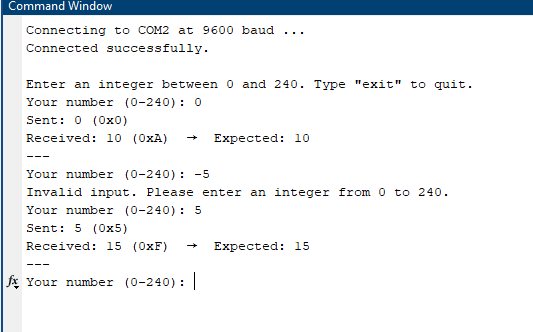 Command Window
Connecting to COM2 at 9600 baud ...
Connected successfully.
Enter an integer between 0 and 240. Type "exit" to quit.
Your number (0-240): 0
Sent: 0 (0x0)
Received: 10 (0xA)  →  Expected: 10
---
Your number (0-240): -5
Invalid input. Please enter an integer from 0 to 240.
Your number (0-240): 5
Sent: 5 (0x5)
Received: 15 (0xF)  →  Expected: 15
---
fx Your number (0-240):